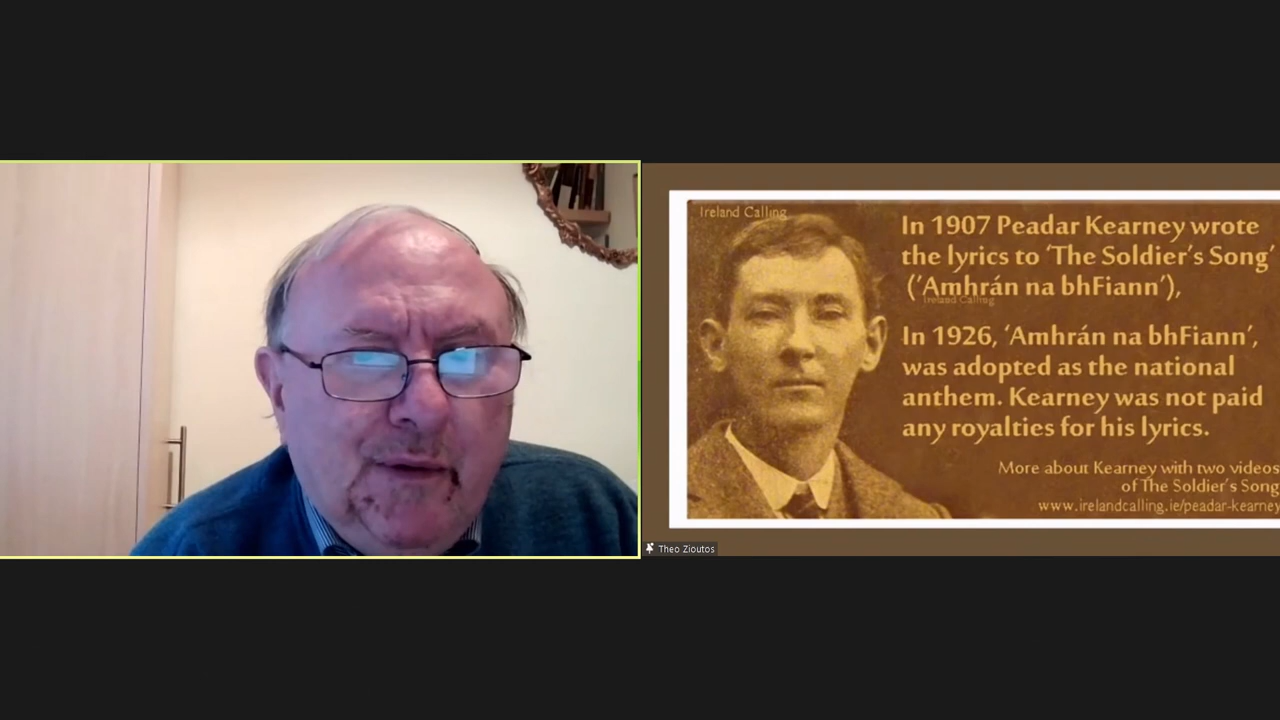 Ireland Calling
In 1907 Peadar Kearney wrote
the lyrics to ‘The Soldier’s Song’
(‘Amhrán na bhFiann’),
Ireland Calling
In 1926, ‘Amhrán na bhFiann’,
was adopted as the national
anthem. Kearney was not paid
any royalties for his lyrics.
More about Kearney with two videos
of The Soldier’s Song
www.irelandcalling.ie/peadar-kearney
Theo Zioutos